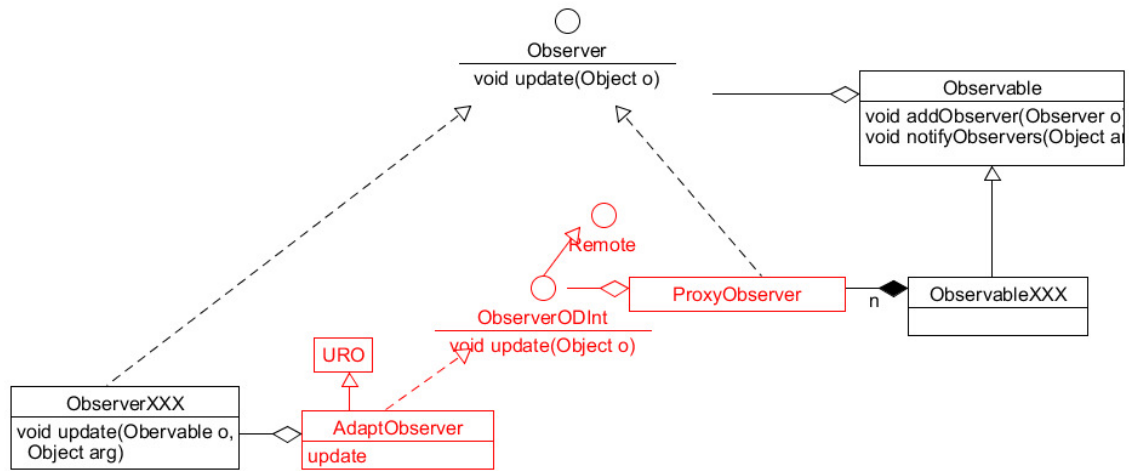 Observer
void update(Object o)
Observable
void addObserver(Observer o)
void notifyObservers(Object ar
Remote
ProxyObserver
n
ObservableXXX
ObserverODInt
void update(Object o)
URO
ObserverXXX
void update(Obervable o,
Object arg)
AdaptObserver
update